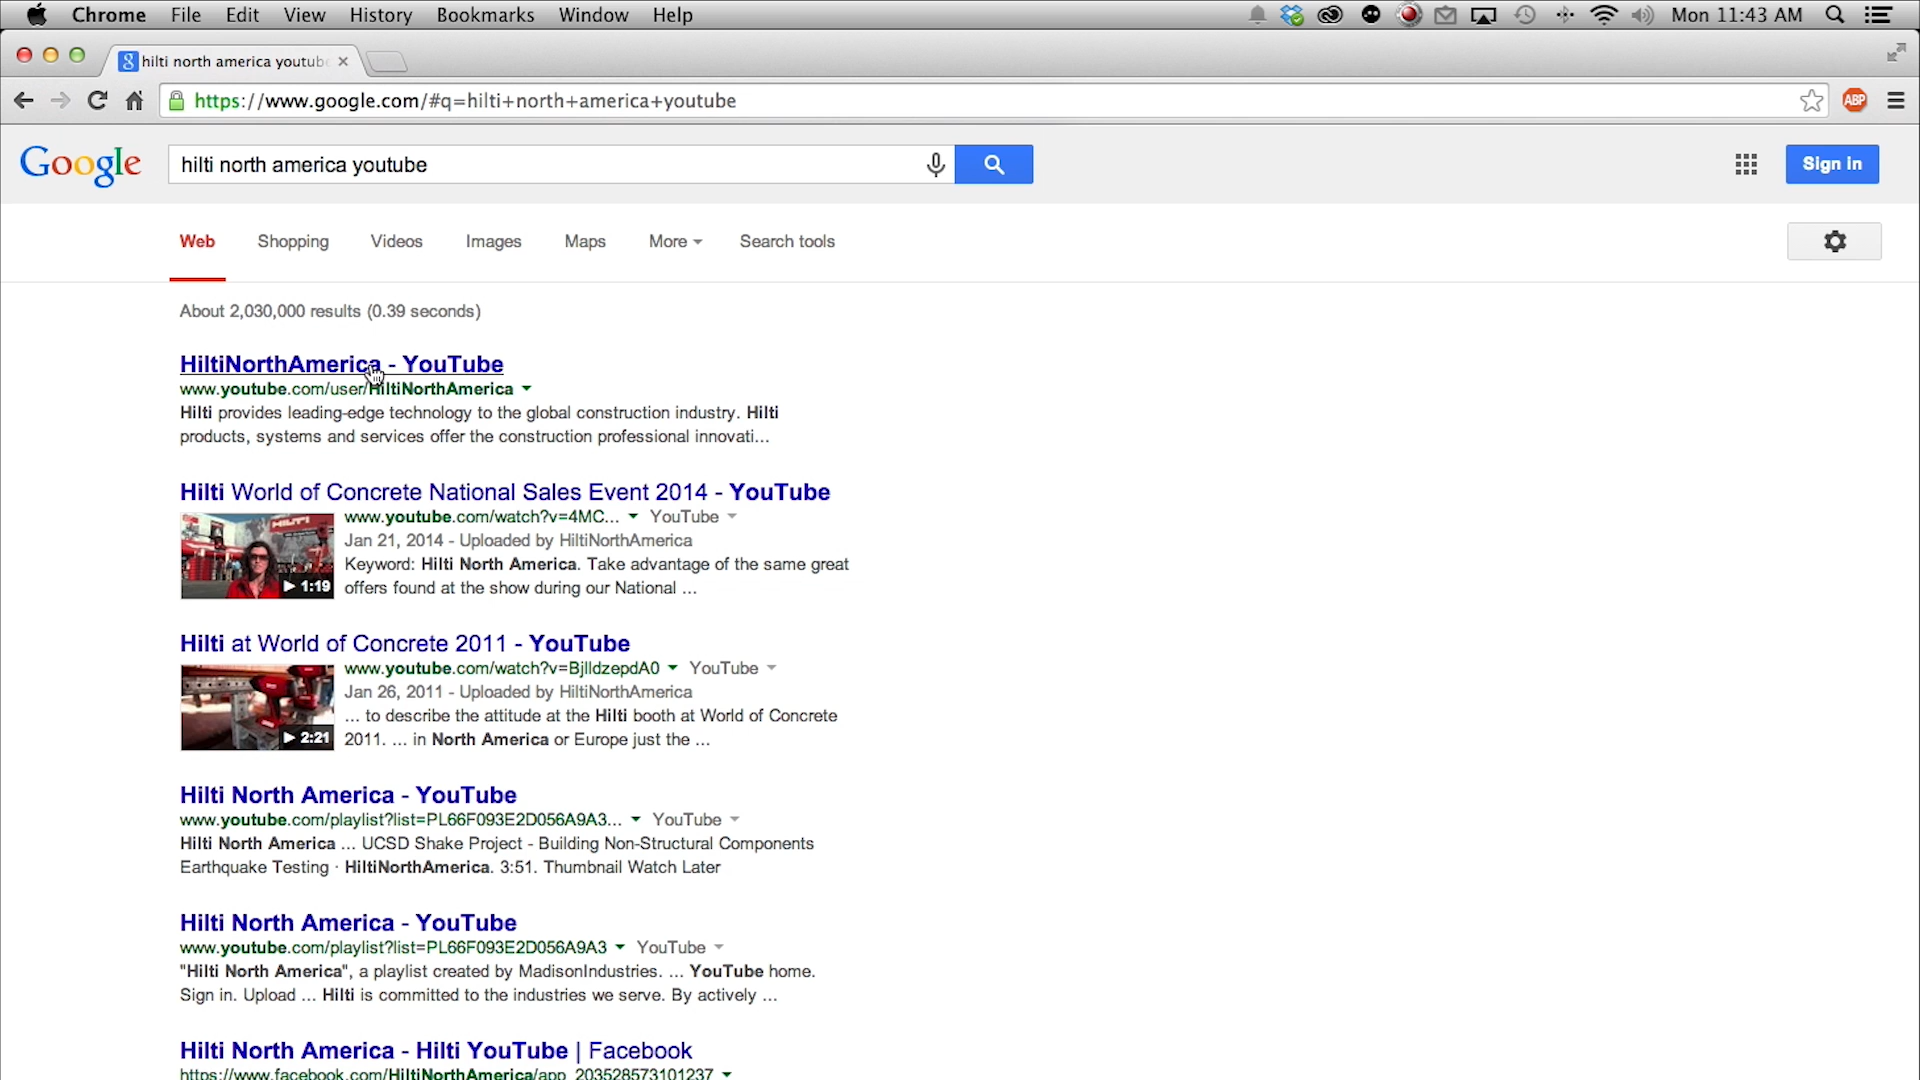 Chrome File Edit View History Bookmarks Window Help Mon 11:43 AM
hilti north america youtub
https://www.google.com/#q=hilti+north+america+youtube ABP
Google hilti north america youtube Sign in
Web Shopping Videos Images Maps More Search tools
About 2,030,000 results (0.39 seconds)
HiltiNorthAmerica - YouTube
www.youtube.com/user/HiltiNorthAmerica
Hilti provides leading-edge technology to the global construction industry. Hilti
products, systems and services offer the construction professional innovati...
Hilti World of Concrete National Sales Event 2014 - YouTube
www.youtube.com/watch?v=4MC... YouTube
Jan 21, 2014 - Uploaded by HiltiNorthAmerica
Keyword: Hilti North America. Take advantage of the same great
1:19 offers found at the show during our National ...
Hilti at World of Concrete 2011 - YouTube
www.youtube.com/watch?v=BjlldzepdA0 YouTube
Jan 26, 2011 - Uploaded by HiltiNorthAmerica
... to describe the attitude at the Hilti booth at World of Concrete
2:21 2011. ... in North America or Europe just the ...
Hilti North America - YouTube
www.youtube.com/playlist?list=PL66F093E2D056A9A3... YouTube
Hilti North America ... UCSD Shake Project - Building Non-Structural Components
Earthquake Testing · HiltiNorthAmerica. 3:51. Thumbnail Watch Later
Hilti North America - YouTube
www.youtube.com/playlist?list=PL66F093E2D056A9A3 YouTube
"Hilti North America", a playlist created by MadisonIndustries. ... YouTube home.
Sign in. Upload ... Hilti is committed to the industries we serve. By actively ...
Hilti North America - Hilti YouTube | Facebook
https://www.facebook.com/HiltiNorthAmerica/app_203528573101237